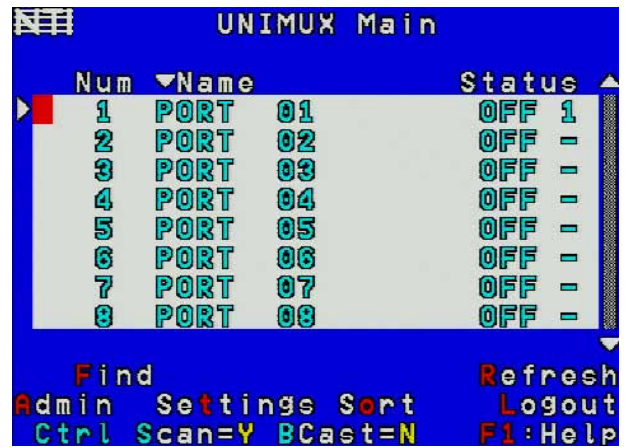 NTI UNIMUX Main
Num Name Status
1 PORT 01 OFF 1
2 PORT 02 OFF -
3 PORT 03 OFF -
4 PORT 04 OFF -
5 PORT 05 OFF -
6 PORT 06 OFF -
7 PORT 07 OFF -
8 PORT 08 OFF -
Find Refresh
Admin Settings Sort Logout
Ctrl Scan=Y BCast=N F1:Help